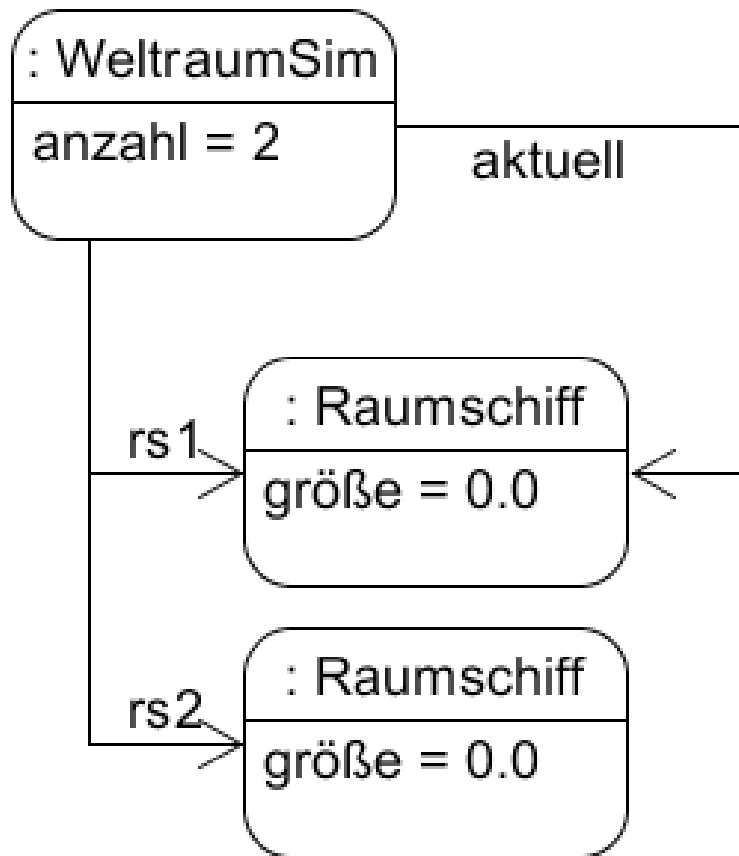 : WeltraumSim
anzahl = 2
aktuell
: Raumschiff
rs1
größe = 0.0
: Raumschiff
rs2
größe = 0.0